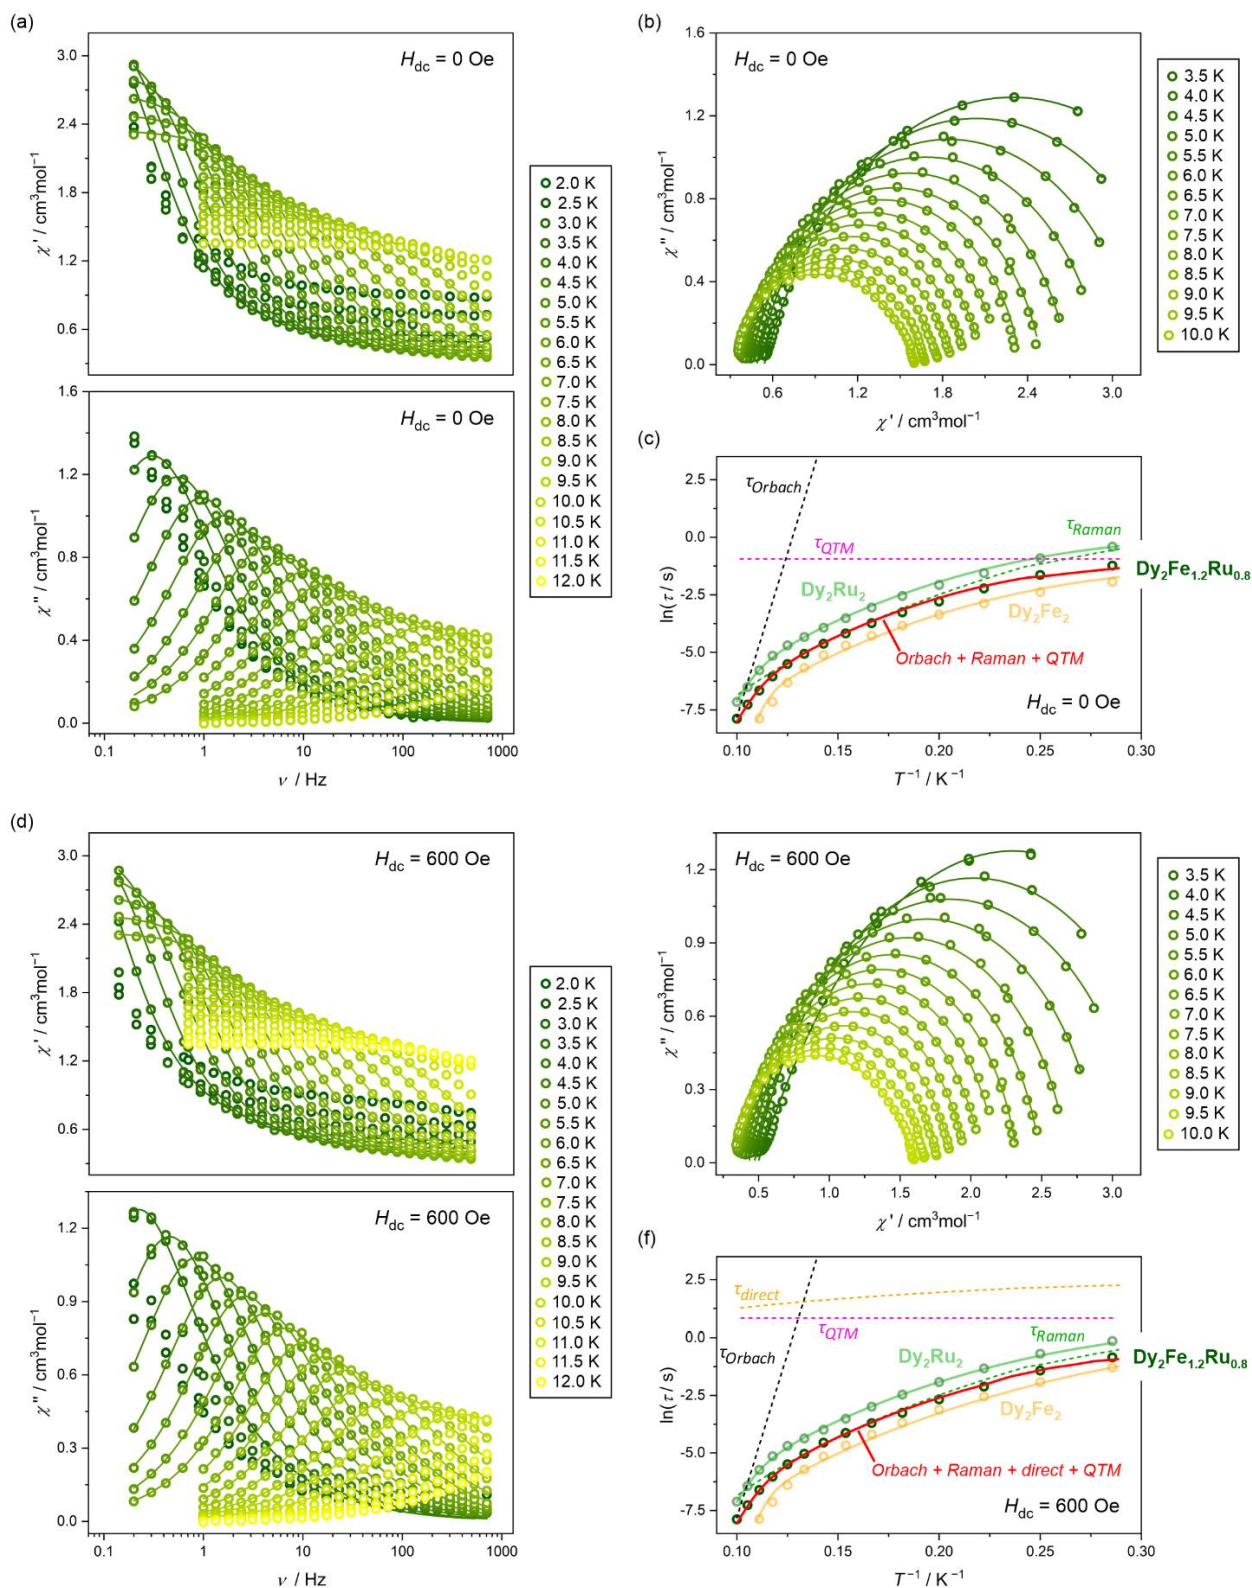 (a)
H_dc = 0 Oe
3.0
2.4
1.8
1.2
0.6
χ' / cm³mol⁻¹
H_dc = 0 Oe
1.6
1.2
0.8
0.4
0.0
χ'' / cm³mol⁻¹
0.1 1 10 100 1000
ν / Hz
2.0 K
2.5 K
3.0 K
3.5 K
4.0 K
4.5 K
5.0 K
5.5 K
6.0 K
6.5 K
7.0 K
7.5 K
8.0 K
8.5 K
9.0 K
9.5 K
10.0 K
10.5 K
11.0 K
11.5 K
12.0 K
(b)
H_dc = 0 Oe
1.6
1.2
0.8
0.4
0.0
χ'' / cm³mol⁻¹
0.6 1.2 1.8 2.4 3.0
χ' / cm³mol⁻¹
3.5 K
4.0 K
4.5 K
5.0 K
5.5 K
6.0 K
6.5 K
7.0 K
7.5 K
8.0 K
8.5 K
9.0 K
9.5 K
10.0 K
(c)
2.5
0.0
-2.5
-5.0
-7.5
ln(τ / s)
τ_Orbach
τ_QTM
τ_Raman
Dy₂Ru₂
Dy₂Fe₁.₂Ru₀.₈
Dy₂Fe₂
Orbach + Raman + QTM
H_dc = 0 Oe
0.10 0.15 0.20 0.25 0.30
T⁻¹ / K⁻¹
(d)
H_dc = 600 Oe
3.0
2.4
1.8
1.2
0.6
χ' / cm³mol⁻¹
H_dc = 600 Oe
1.2
0.9
0.6
0.3
0.0
χ'' / cm³mol⁻¹
0.1 1 10 100 1000
ν / Hz
2.0 K
2.5 K
3.0 K
3.5 K
4.0 K
4.5 K
5.0 K
5.5 K
6.0 K
6.5 K
7.0 K
7.5 K
8.0 K
8.5 K
9.0 K
9.5 K
10.0 K
10.5 K
11.0 K
11.5 K
12.0 K
H_dc = 600 Oe
1.2
0.9
0.6
0.3
0.0
χ'' / cm³mol⁻¹
0.5 1.0 1.5 2.0 2.5 3.0
χ' / cm³mol⁻¹
3.5 K
4.0 K
4.5 K
5.0 K
5.5 K
6.0 K
6.5 K
7.0 K
7.5 K
8.0 K
8.5 K
9.0 K
9.5 K
10.0 K
(f)
2.5
0.0
-2.5
-5.0
-7.5
ln(τ / s)
τ_direct
τ_QTM
τ_Orbach
τ_Raman
Dy₂Ru₂
Dy₂Fe₁.₂Ru₀.₈
Dy₂Fe₂
Orbach + Raman + direct + QTM
H_dc = 600 Oe
0.10 0.15 0.20 0.25 0.30
T⁻¹ / K⁻¹